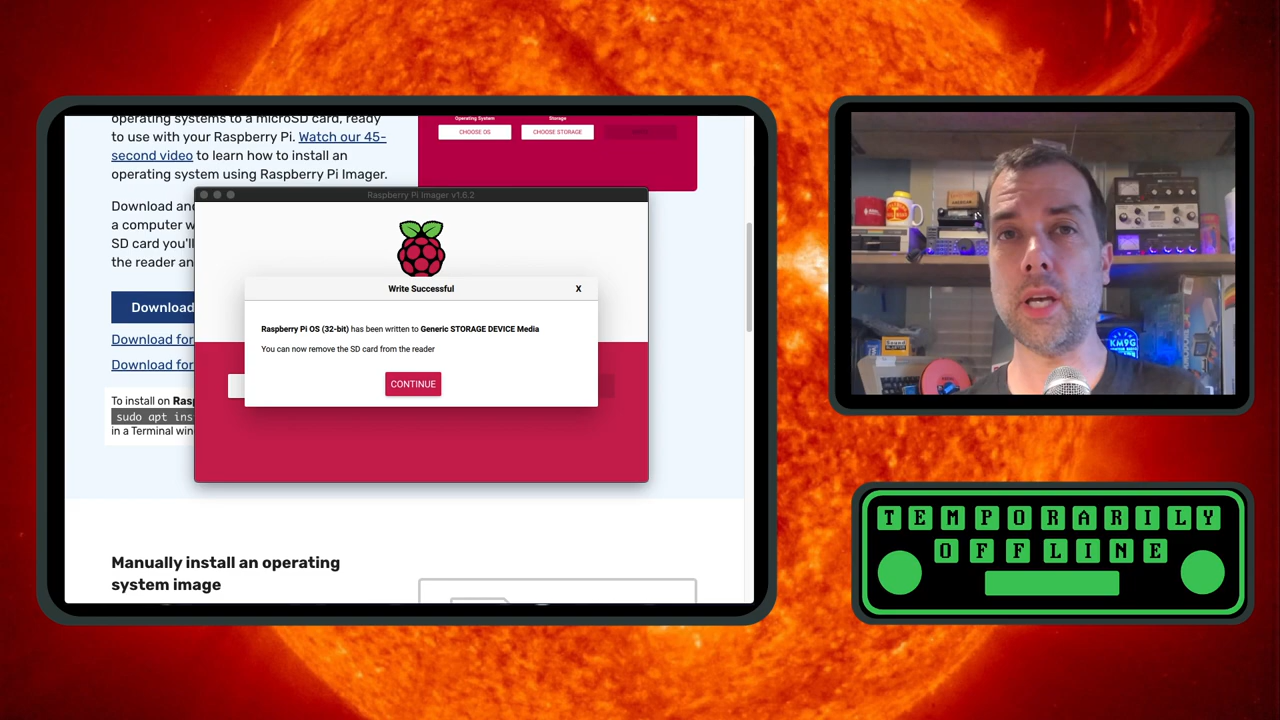 operating systems to a microSD card, ready
to use with your Raspberry Pi. Watch our 45-
second video to learn how to install an
operating system using Raspberry Pi Imager.
Download an
a computer w
SD card you'll
the reader an
Download
Download for
Download for
To install on Rasp
sudo apt ins
in a Terminal win
Operating System
Storage
CHOOSE OS
CHOOSE STORAGE
Raspberry Pi Imager v1.6.2
Write Successful
X
Raspberry Pi OS (32-bit) has been written to Generic STORAGE DEVICE Media
You can now remove the SD card from the reader
CONTINUE
Manually install an operating
system image
KM9G
TEMPORARILY
OFFLINE